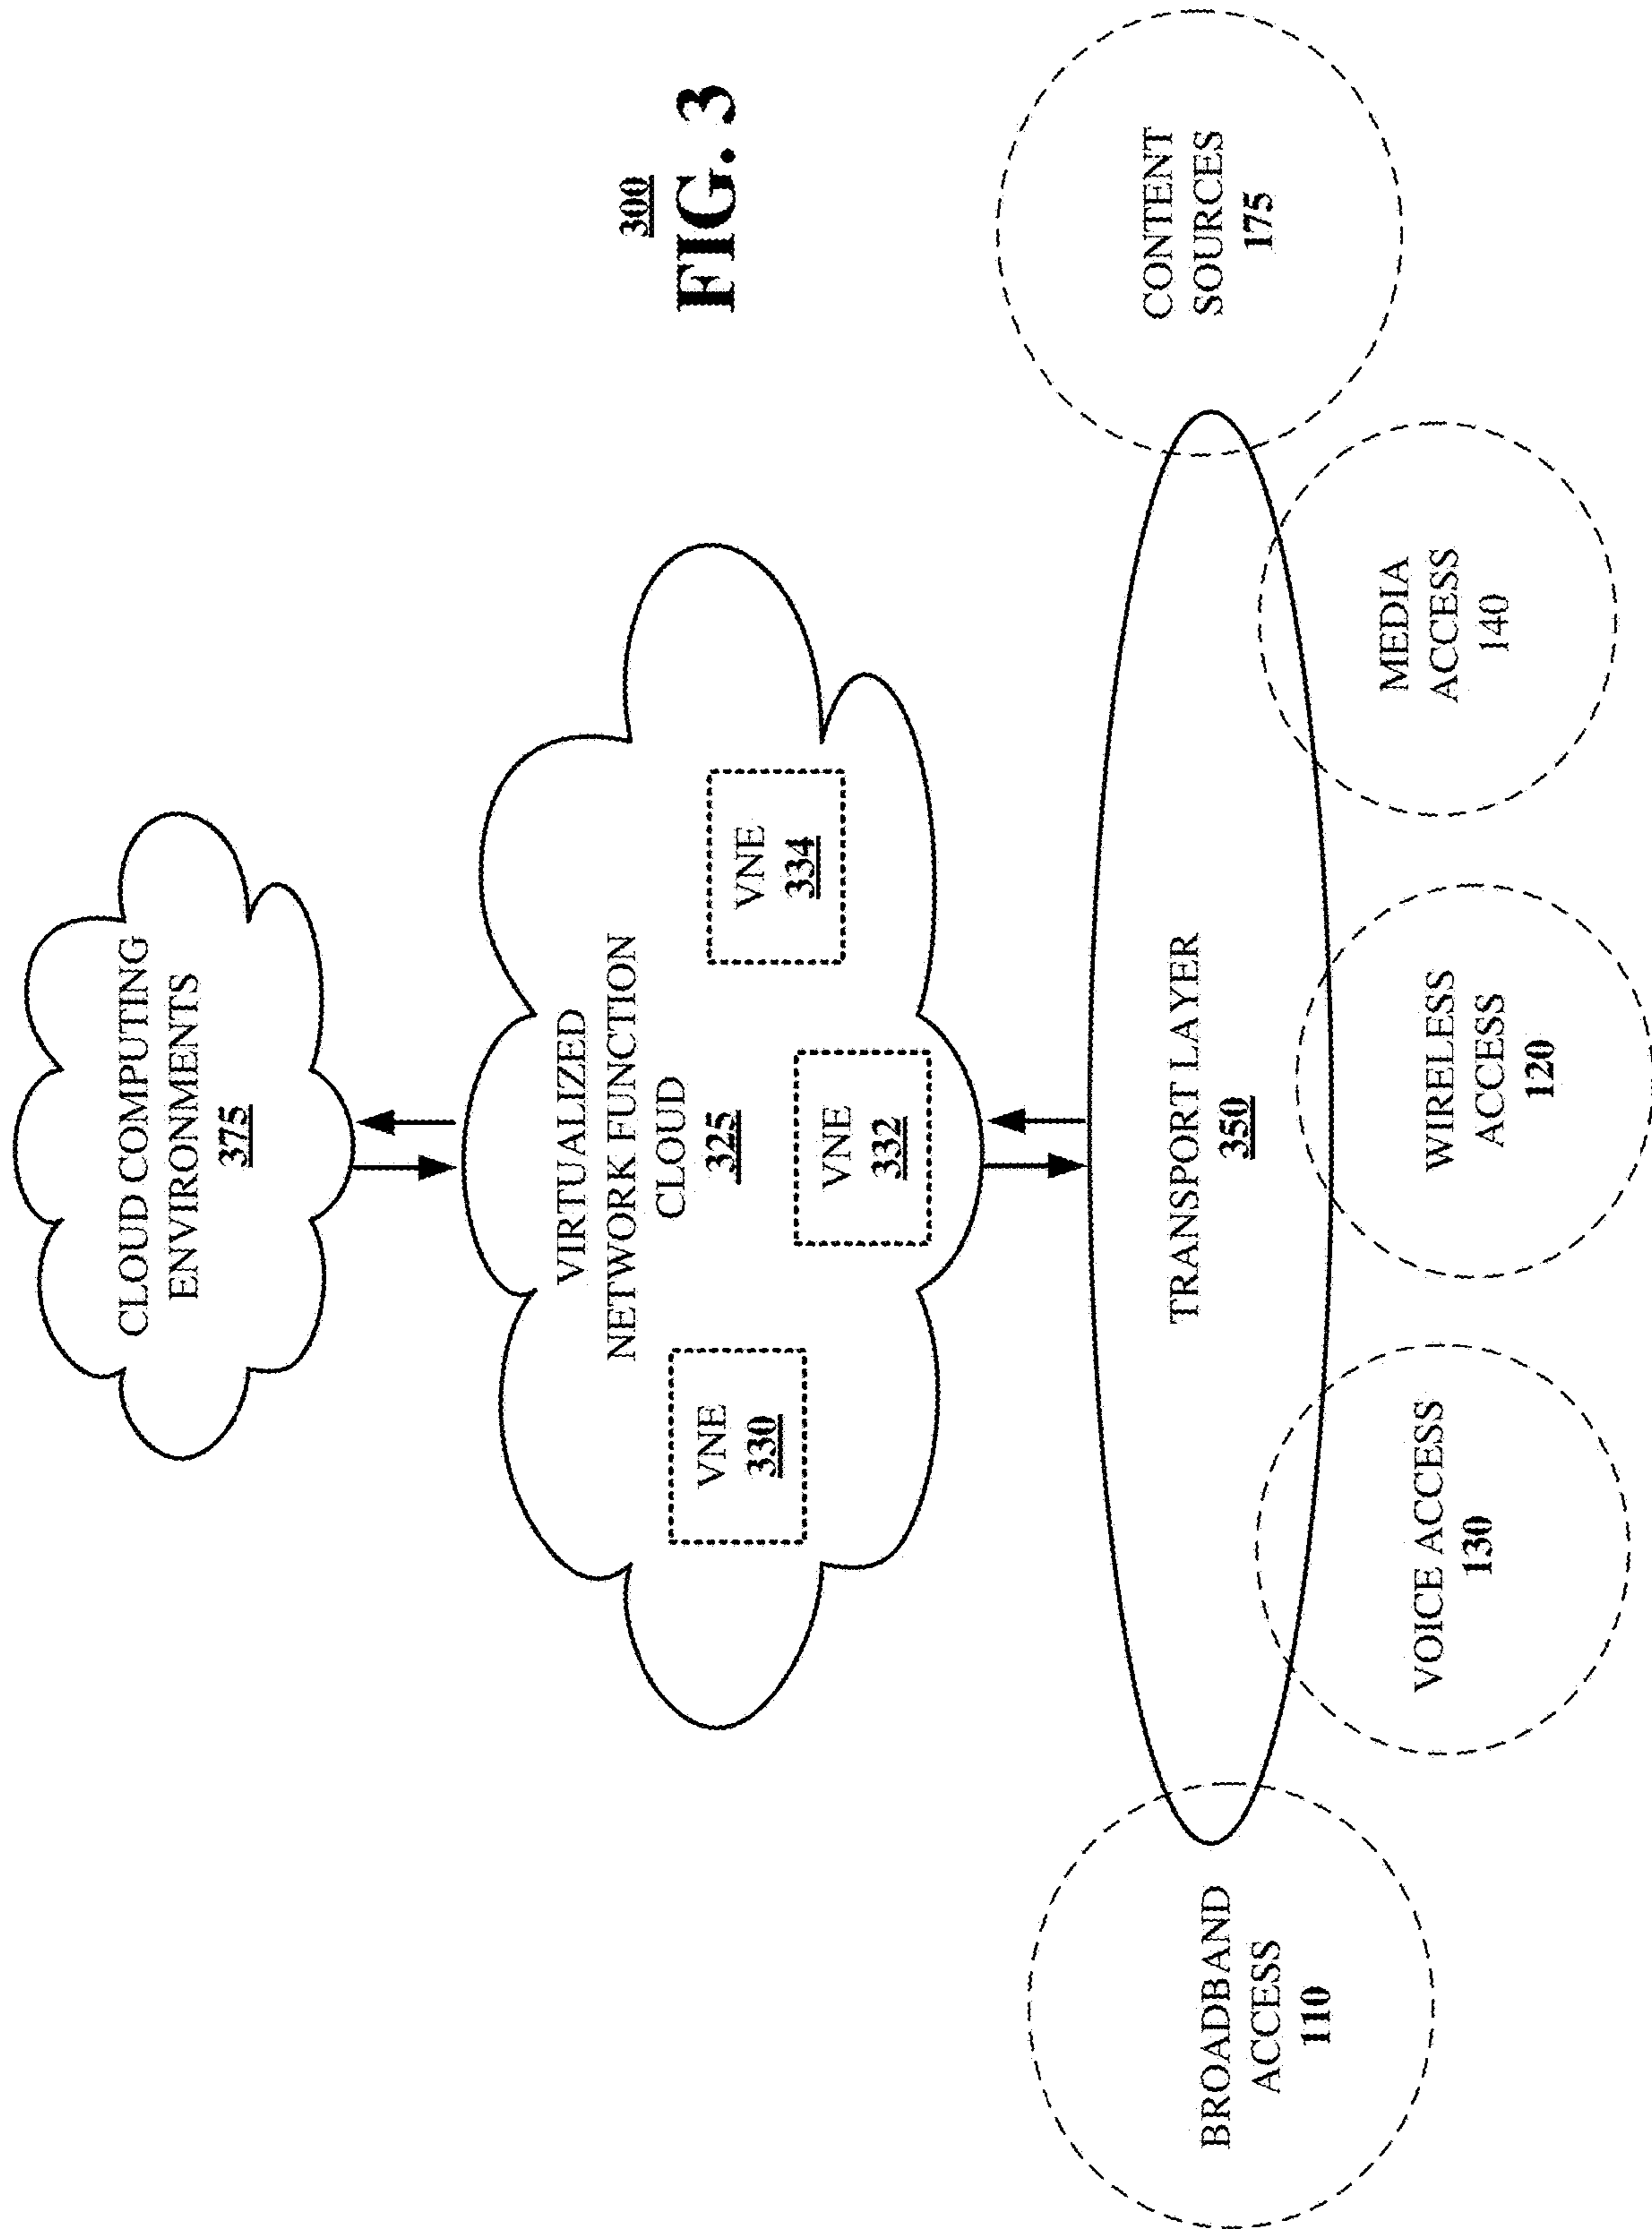 CLOUD COMPUTING
ENVIRONMENTS
375
VIRTUALIZED
NETWORK FUNCTION
CLOUD
325
VNE
330
VNE
332
VNE
334
300
FIG. 3
TRANSPORT LAYER
350
BROADBAND
ACCESS
110
VOICE ACCESS
130
WIRELESS
ACCESS
120
MEDIA
ACCESS
140
CONTENT
SOURCES
175